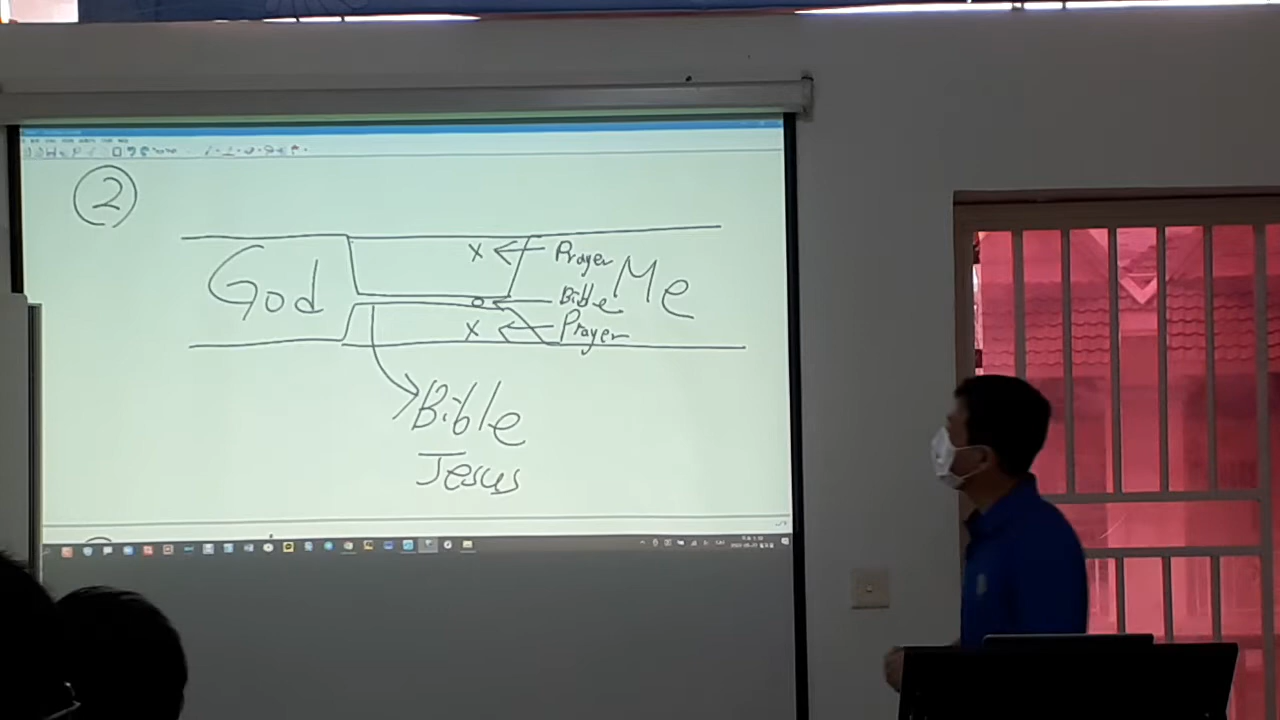 2
x ← Prayer
God
Me
o ← Bible
x ← Prayer
Bible
Jesus